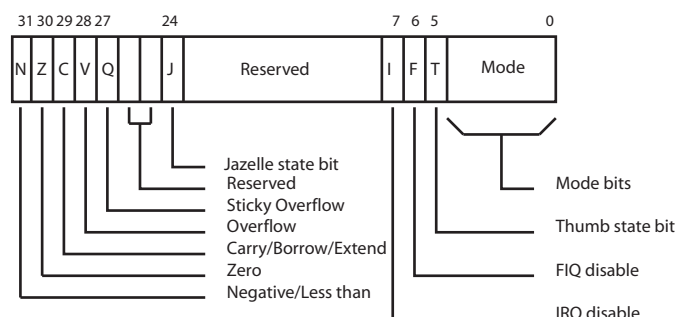 31 30 29 28 27 24 7 6 5 0
N Z C V Q J Reserved I F T Mode
Jazelle state bit
Reserved Mode bits
Sticky Overflow
Overflow Thumb state bit
Carry/Borrow/Extend
Zero FIQ disable
Negative/Less than
IRQ disable